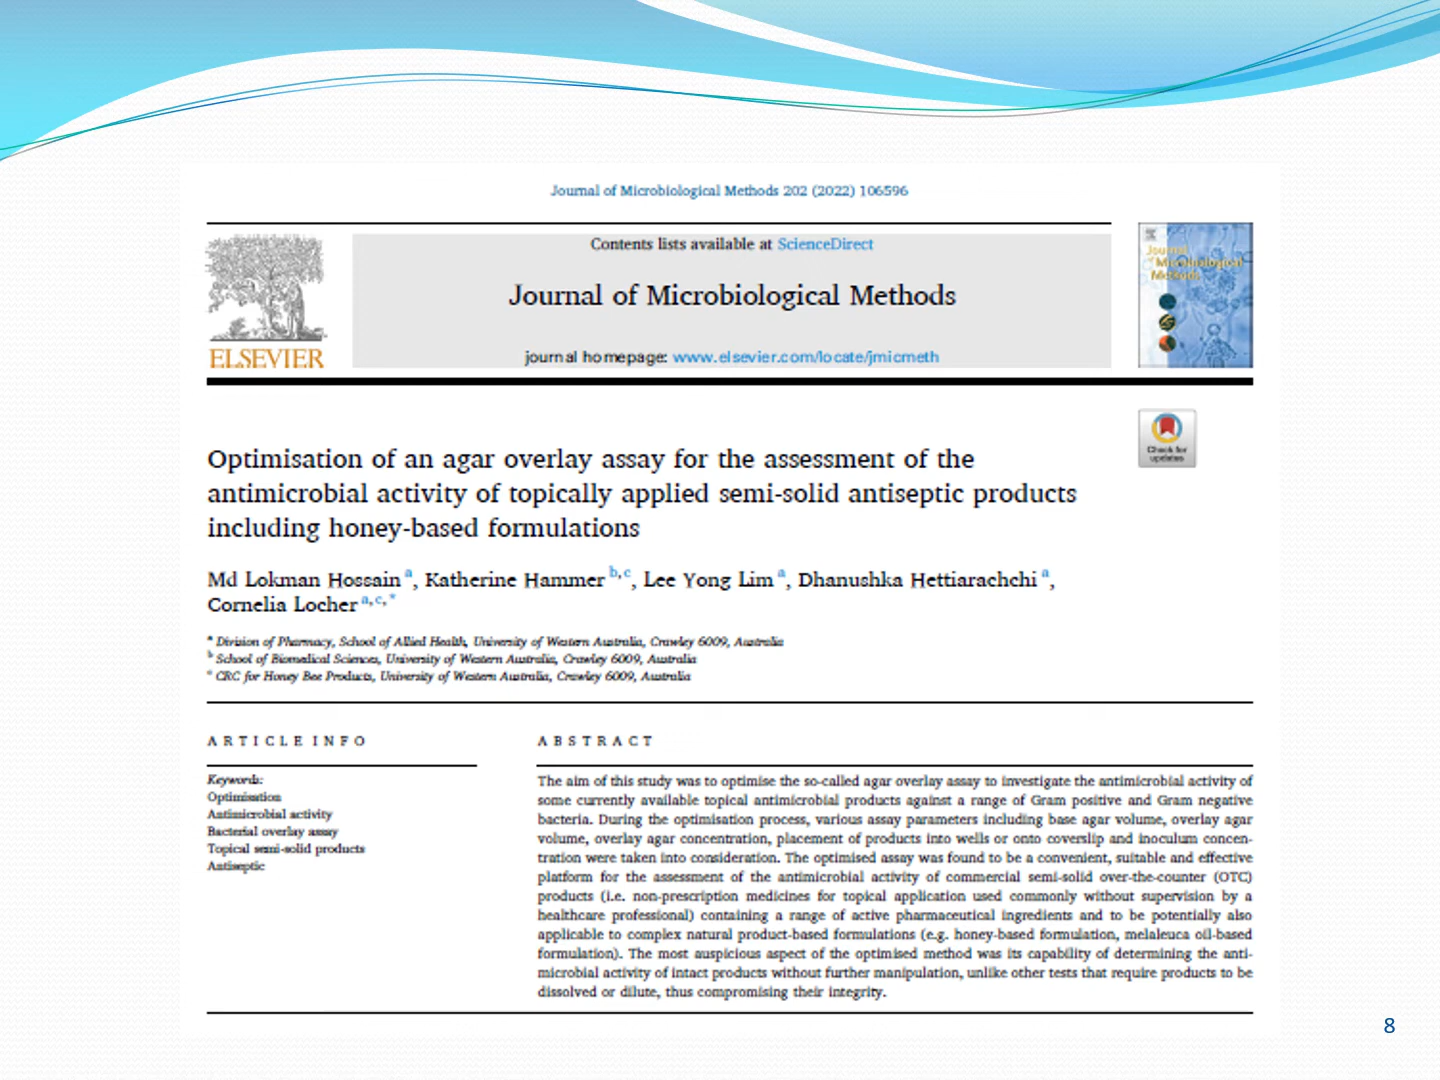 Journal of Microbiological Methods 202 (2022) 106596
Contents lists available at ScienceDirect
Journal of Microbiological Methods
journal homepage: www.elsevier.com/locate/jmicmeth
ELSEVIER
Journal
of Microbiological
Methods
Check for
updates
Optimisation of an agar overlay assay for the assessment of the
antimicrobial activity of topically applied semi-solid antiseptic products
including honey-based formulations
Md Lokman Hossain a, Katherine Hammer b,c, Lee Yong Lim a, Dhanushka Hettiarachchi a,
Cornelia Locher a,c,*
a Division of Pharmacy, School of Allied Health, University of Western Australia, Crawley 6009, Australia
b School of Biomedical Sciences, University of Western Australia, Crawley 6009, Australia
c CRC for Honey Bee Products, University of Western Australia, Crawley 6009, Australia
ARTICLE INFO
Keywords:
Optimisation
Antimicrobial activity
Bacterial overlay assay
Topical semi-solid products
Antiseptic
ABSTRACT
The aim of this study was to optimise the so-called agar overlay assay to investigate the antimicrobial activity of
some currently available topical antimicrobial products against a range of Gram positive and Gram negative
bacteria. During the optimisation process, various assay parameters including base agar volume, overlay agar
volume, overlay agar concentration, placement of products into wells or onto coverslip and inoculum concen-
tration were taken into consideration. The optimised assay was found to be a convenient, suitable and effective
platform for the assessment of the antimicrobial activity of commercial semi-solid over-the-counter (OTC)
products (i.e. non-prescription medicines for topical application used commonly without supervision by a
healthcare professional) containing a range of active pharmaceutical ingredients and to be potentially also
applicable to complex natural product-based formulations (e.g. honey-based formulation, melaleuca oil-based
formulation). The most auspicious aspect of the optimised method was its capability of determining the anti-
microbial activity of intact products without further manipulation, unlike other tests that require products to be
dissolved or dilute, thus compromising their integrity.
8